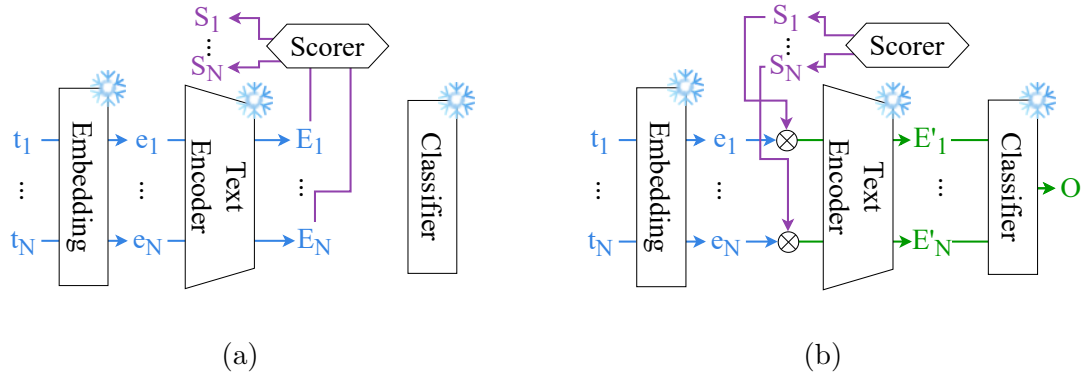 S1
...
SN
Scorer
t1
Embedding
e1
Text Encoder
E1
Classifier
...
...
...
tN
eN
EN
(a)
S1
...
SN
Scorer
t1
Embedding
e1
⊗
Text Encoder
E'1
Classifier
O
...
...
...
tN
eN
⊗
E'N
(b)